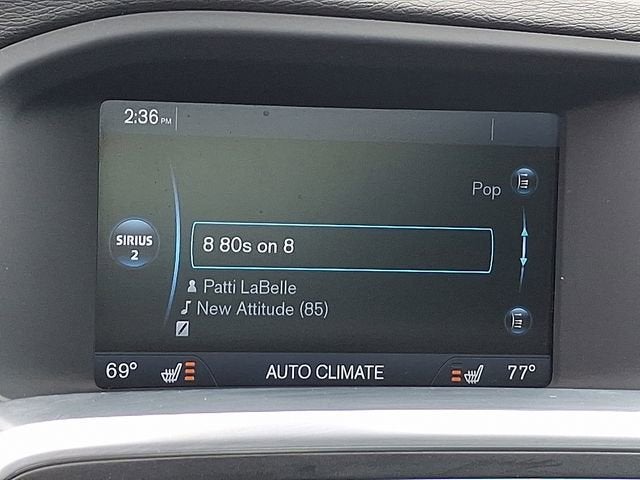 2:36 PM
Pop
SIRIUS
2
8 80s on 8
Patti LaBelle
New Attitude (85)
69° AUTO CLIMATE 77°